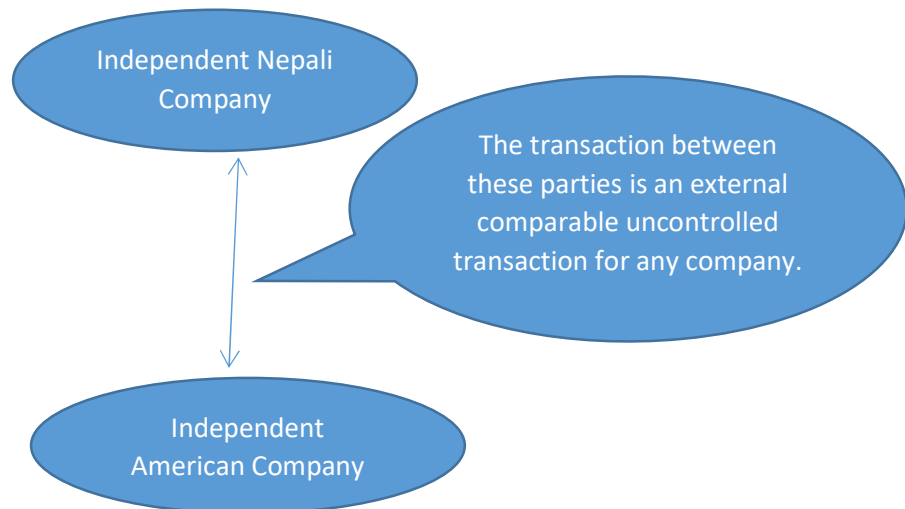 Independent Nepali
Company
The transaction between
these parties is an external
comparable uncontrolled
transaction for any company.
Independent
American Company